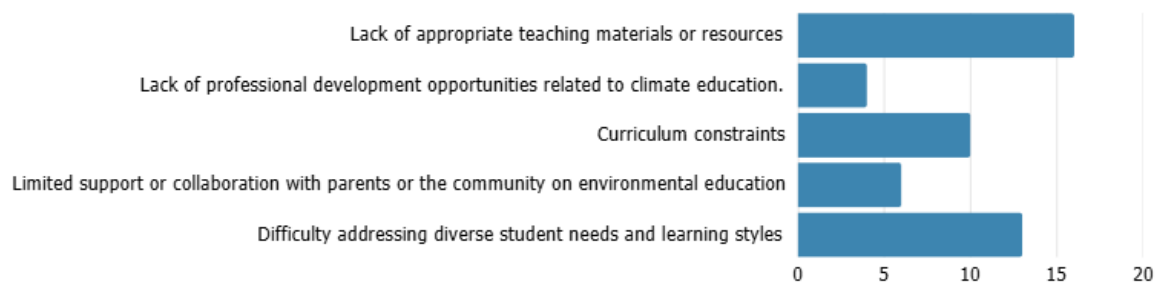 Lack of appropriate teaching materials or resources
Lack of professional development opportunities related to climate education.
Curriculum constraints
Limited support or collaboration with parents or the community on environmental education
Difficulty addressing diverse student needs and learning styles
0 5 10 15 20